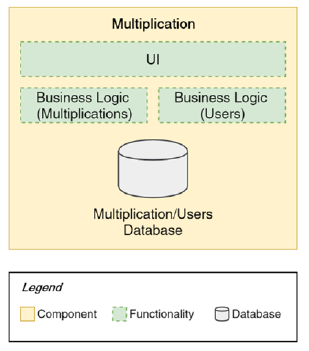 Multiplication
UI
Business Logic
(Multiplications)
Business Logic
(Users)
Multiplication/Users
Database
Legend
Component
Functionality
Database